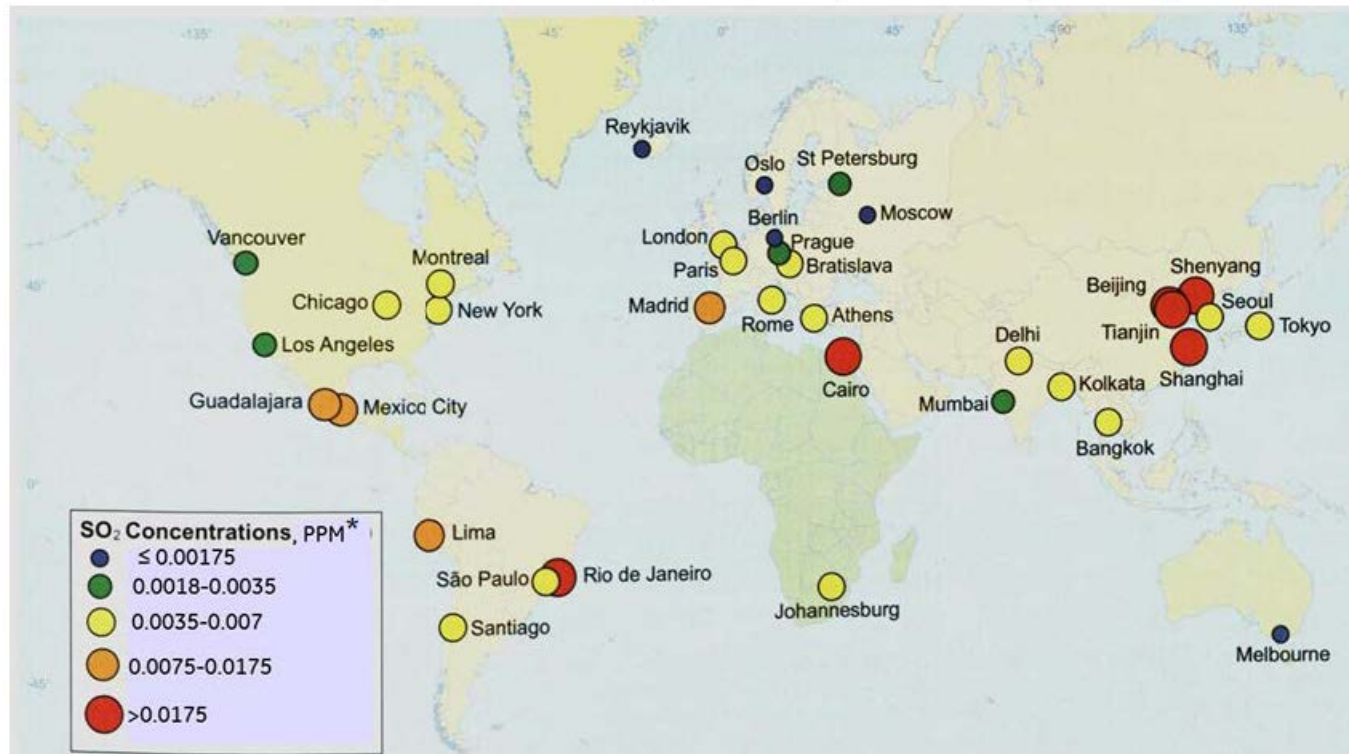 -135°
-90°
-45°
0°
45°
90°
135°
Reykjavik
Oslo
St Petersburg
Berlin
Moscow
London
Prague
Paris
Bratislava
Vancouver
Montreal
45°
Chicago
New York
Madrid
Rome
Athens
Beijing
Shenyang
Seoul
Tianjin
Tokyo
Los Angeles
Delhi
Cairo
Shanghai
Guadalajara
Mexico City
Mumbai
Kolkata
Bangkok
0°
SO₂ Concentrations, PPM*
≤ 0.00175
0.0018-0.0035
0.0035-0.007
0.0075-0.0175
>0.0175
Lima
São Paulo
Rio de Janeiro
Santiago
Johannesburg
Melbourne
-45°